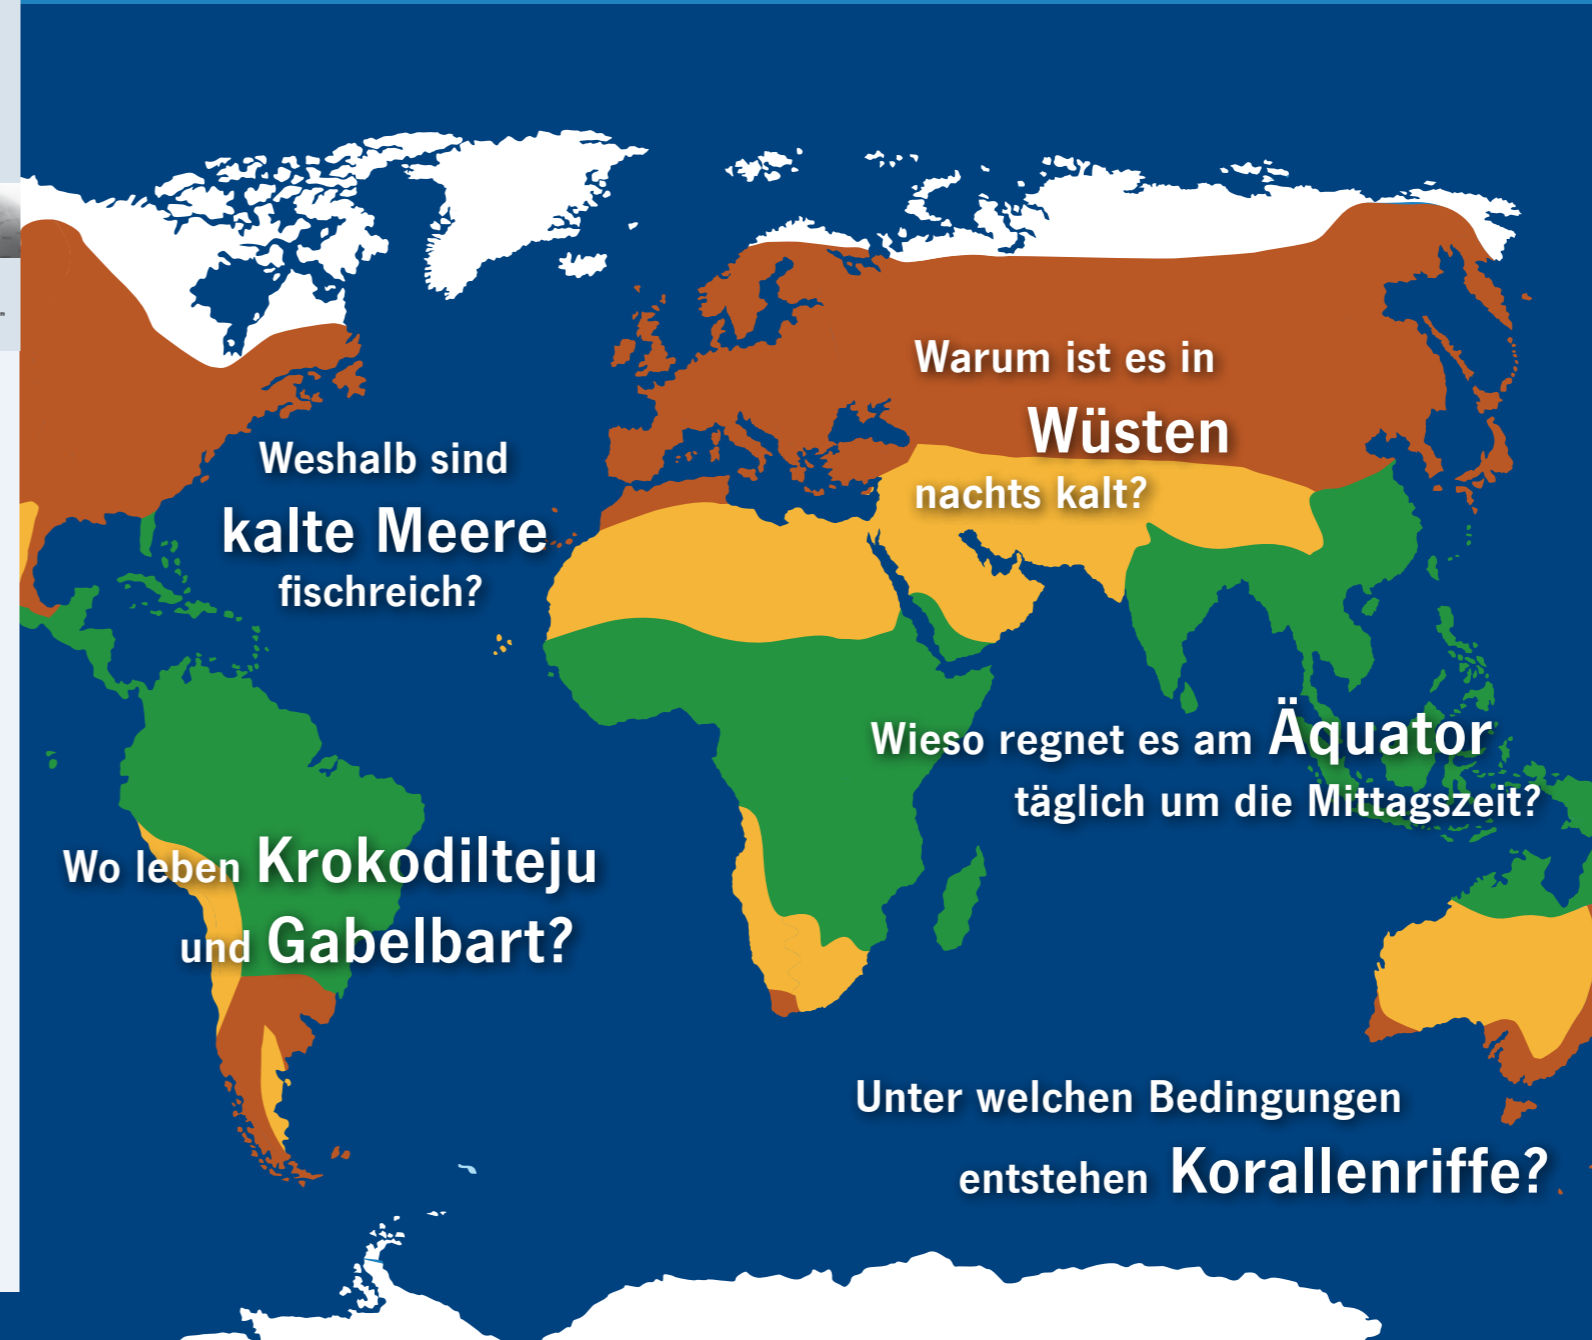 Warum ist es in
Wüsten
nachts kalt?
Weshalb sind
kalte Meere
fischreich?
Wieso regnet es am Äquator
täglich um die Mittagszeit?
Wo leben Krokodilteju
und Gabelbart?
Unter welchen Bedingungen
entstehen Korallenriffe?